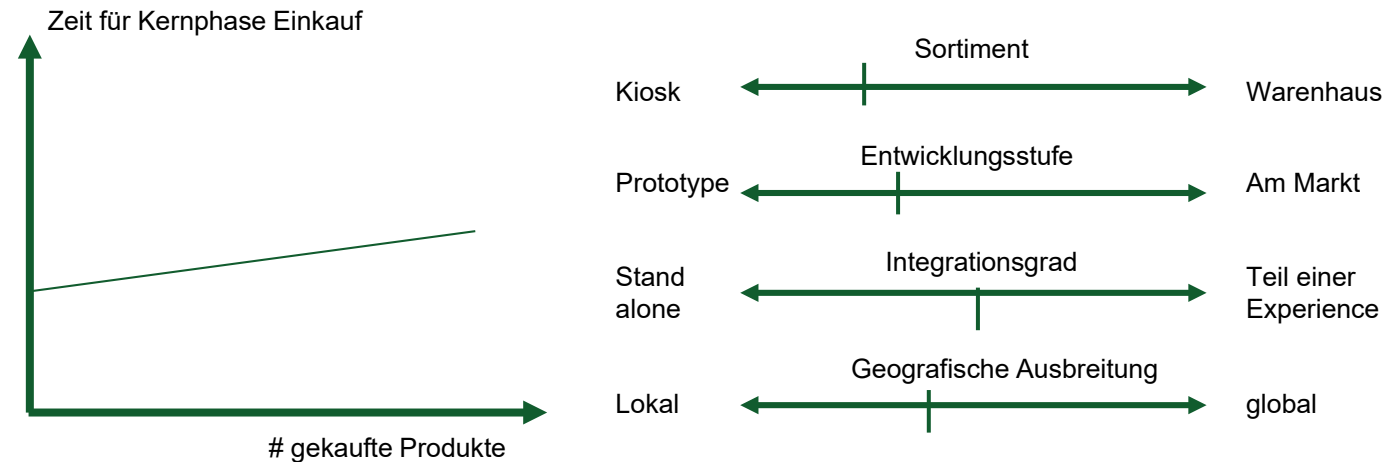 Zeit für Kernphase Einkauf
# gekaufte Produkte
Sortiment
Kiosk
Warenhaus
Entwicklungsstufe
Prototype
Am Markt
Integrationsgrad
Stand
alone
Teil einer
Experience
Geografische Ausbreitung
Lokal
global